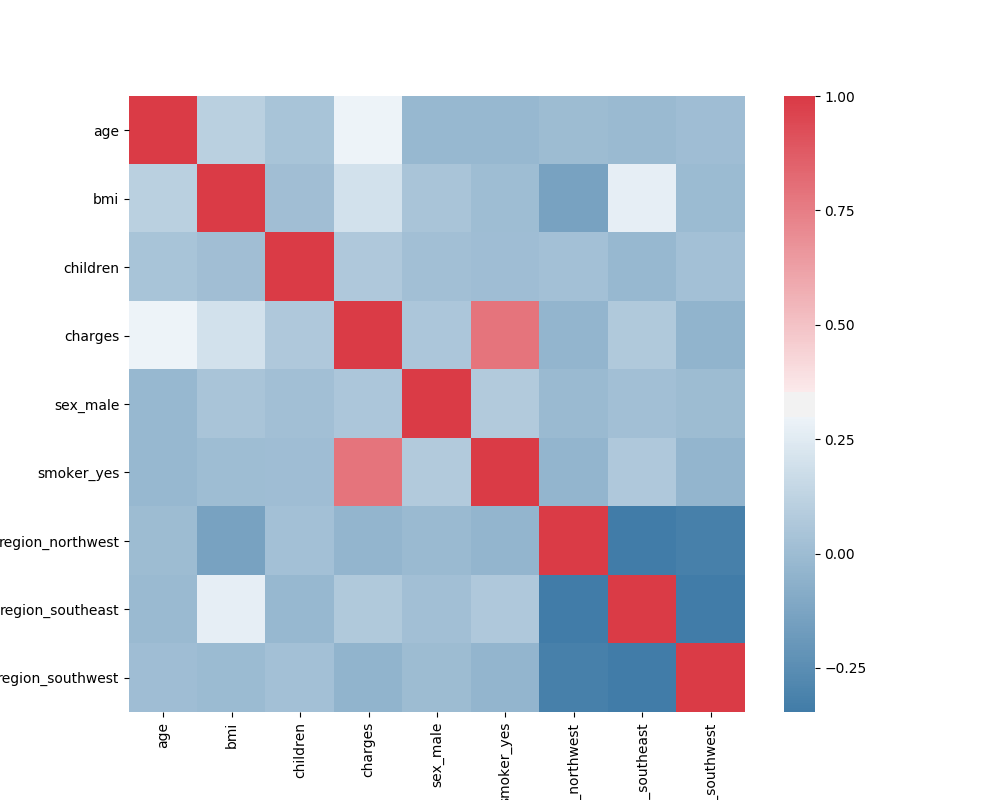 age
bmi
children
charges
sex_male
smoker_yes
region_northwest
region_southeast
region_southwest
age
bmi
children
charges
sex_male
smoker_yes
_northwest
_southeast
_southwest
1.00
0.75
0.50
0.25
0.00
−0.25